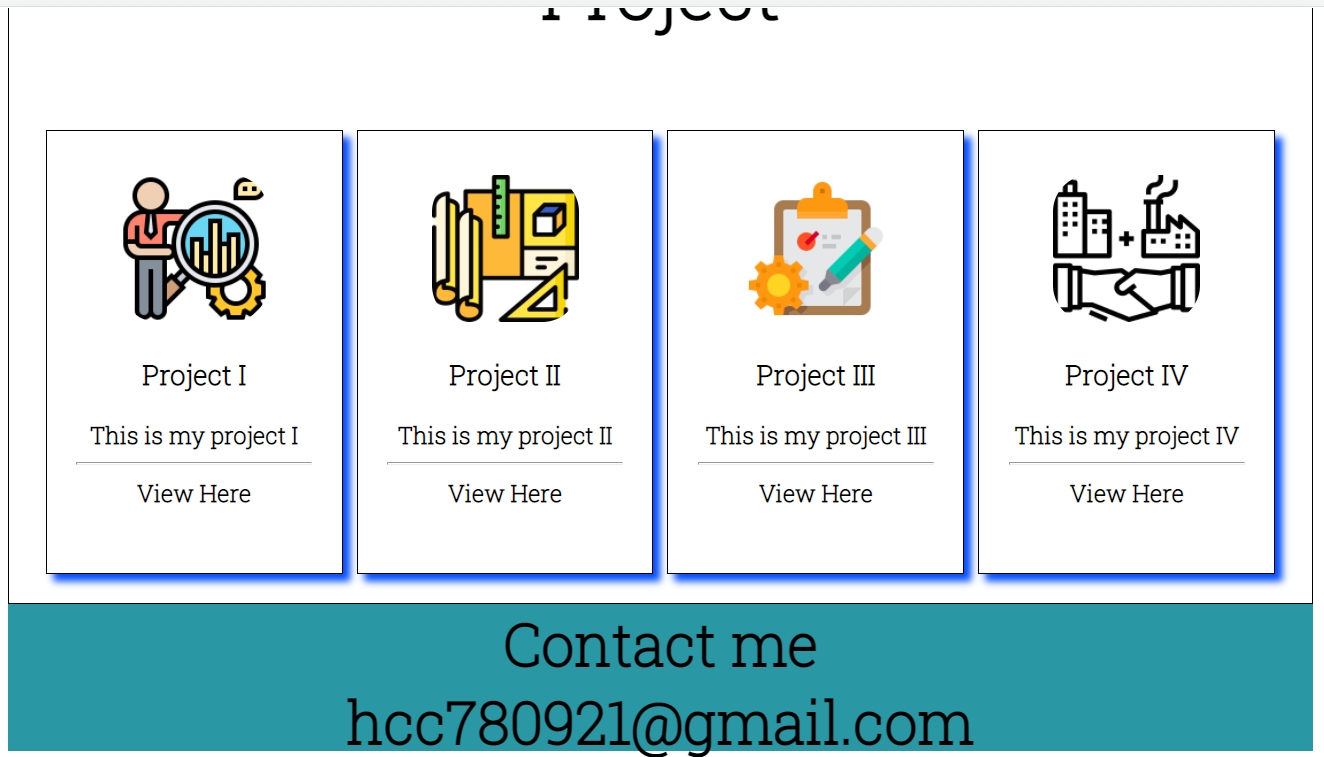 Project
Project I
This is my project I
View Here
Project II
This is my project II
View Here
Project III
This is my project III
View Here
Project IV
This is my project IV
View Here
Contact me
hcc780921@gmail.com